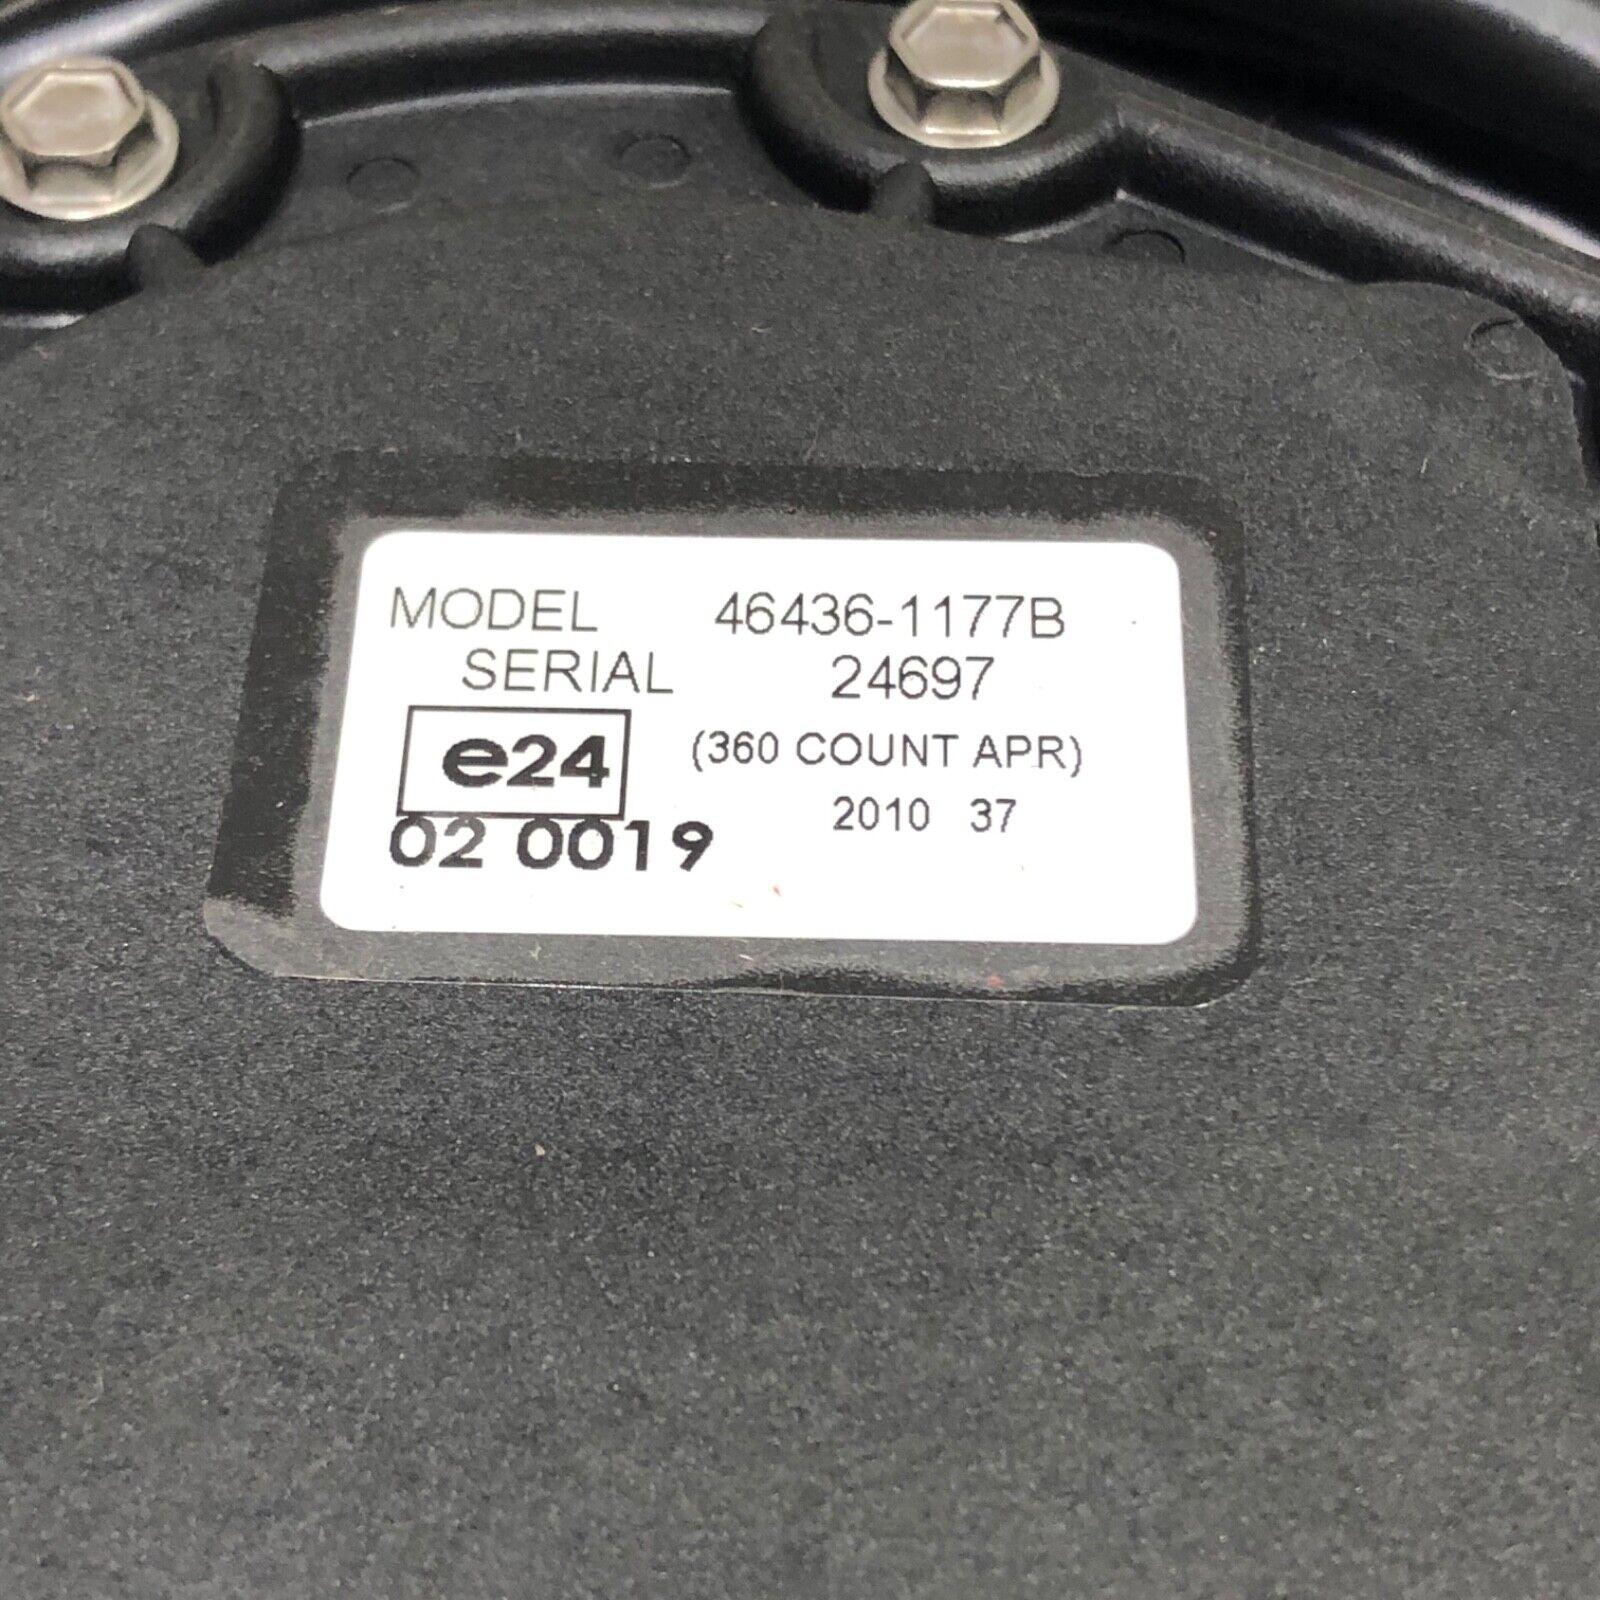 MODEL 46436-1177B
SERIAL 24697
e24 (360 COUNT APR)
02 0019 2010 37